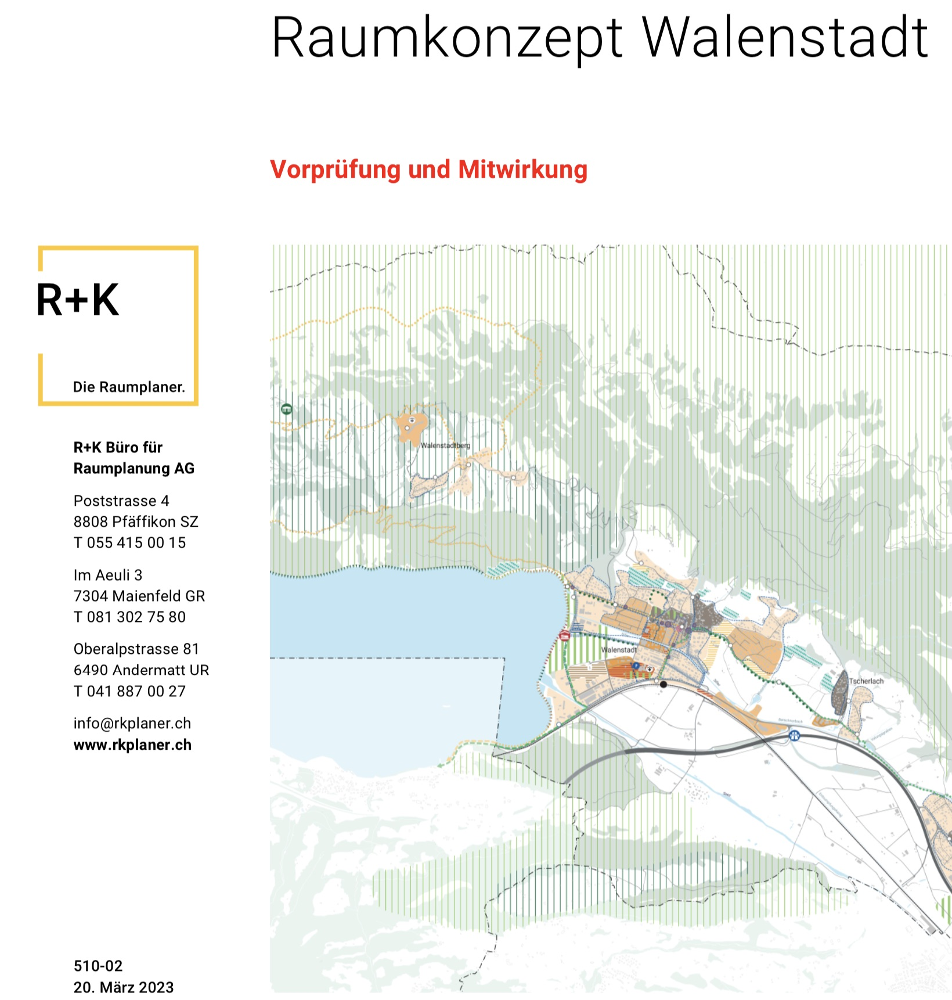 Raumkonzept Walenstadt
Vorprüfung und Mitwirkung
R+K
Die Raumplaner.
R+K Büro für
Raumplanung AG
Poststrasse 4
8808 Pfäffikon SZ
T 055 415 00 15
Im Aeuli 3
7304 Maienfeld GR
T 081 302 75 80
Oberalpstrasse 81
6490 Andermatt UR
T 041 887 00 27
info@rkplaner.ch
www.rkplaner.ch
510-02
20. März 2023
Walenstadtberg
Walenstadt
Tscherlach